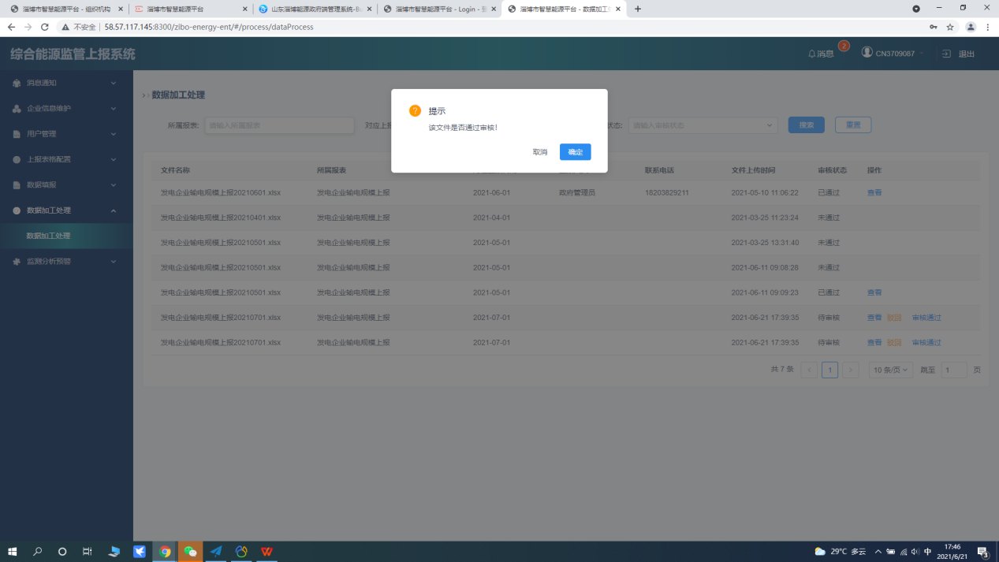 淄博市智慧能源平台 - 组织机构
淄博市智慧能源平台
山东淄博能源政府端管理系统-Bu
淄博市智慧能源平台 - Login - 登
淄博市智慧能源平台 - 数据加工处
不安全 | 58.57.117.145:8300/zibo-energy-ent/#/process/dataProcess
综合能源监管上报系统
消息 2 CN3709087 退出
消息通知
企业信息维护
用户管理
上报表格配置
数据填报
数据加工处理
数据加工处理
监测分析预警
数据加工处理
所属报表: 请输入所属报表 对应上报 状态: 请输入审核状态 搜索 重置
提示
该文件是否通过审核!
取消 确定
文件名称 所属报表 联系电话 文件上传时间 审核状态 操作
发电企业输电规模上报20210601.xlsx 发电企业输电规模上报 2021-06-01 政府管理员 18203829211 2021-05-10 11:06:22 已通过 查看
发电企业输电规模上报20210401.xlsx 发电企业输电规模上报 2021-04-01 2021-03-25 11:23:24 未通过
发电企业输电规模上报20210501.xlsx 发电企业输电规模上报 2021-05-01 2021-03-25 13:31:40 未通过
发电企业输电规模上报20210501.xlsx 发电企业输电规模上报 2021-05-01 2021-06-11 09:08:28 未通过
发电企业输电规模上报20210501.xlsx 发电企业输电规模上报 2021-05-01 2021-06-11 09:09:23 已通过 查看
发电企业输电规模上报20210701.xlsx 发电企业输电规模上报 2021-07-01 2021-06-21 17:39:35 待审核 查看 驳回 审核通过
发电企业输电规模上报20210701.xlsx 发电企业输电规模上报 2021-07-01 2021-06-21 17:39:35 待审核 查看 驳回 审核通过
共 7 条 1 10 条/页 跳至 1 页
29°C 多云 中 17:46
2021/6/21 3